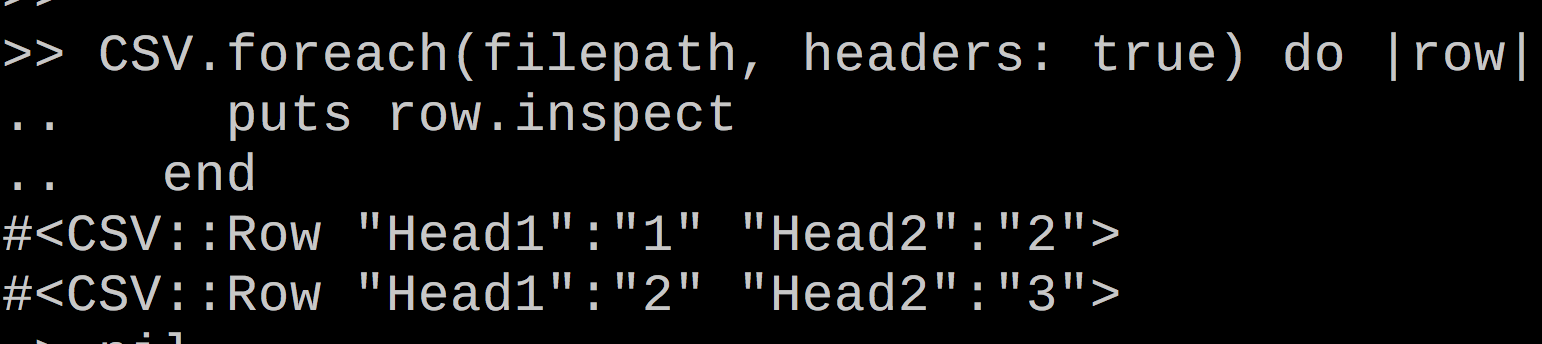 >> CSV.foreach(filepath, headers: true) do |row|
..     puts row.inspect
..   end
#<CSV::Row "Head1":"1" "Head2":"2">
#<CSV::Row "Head1":"2" "Head2":"3">